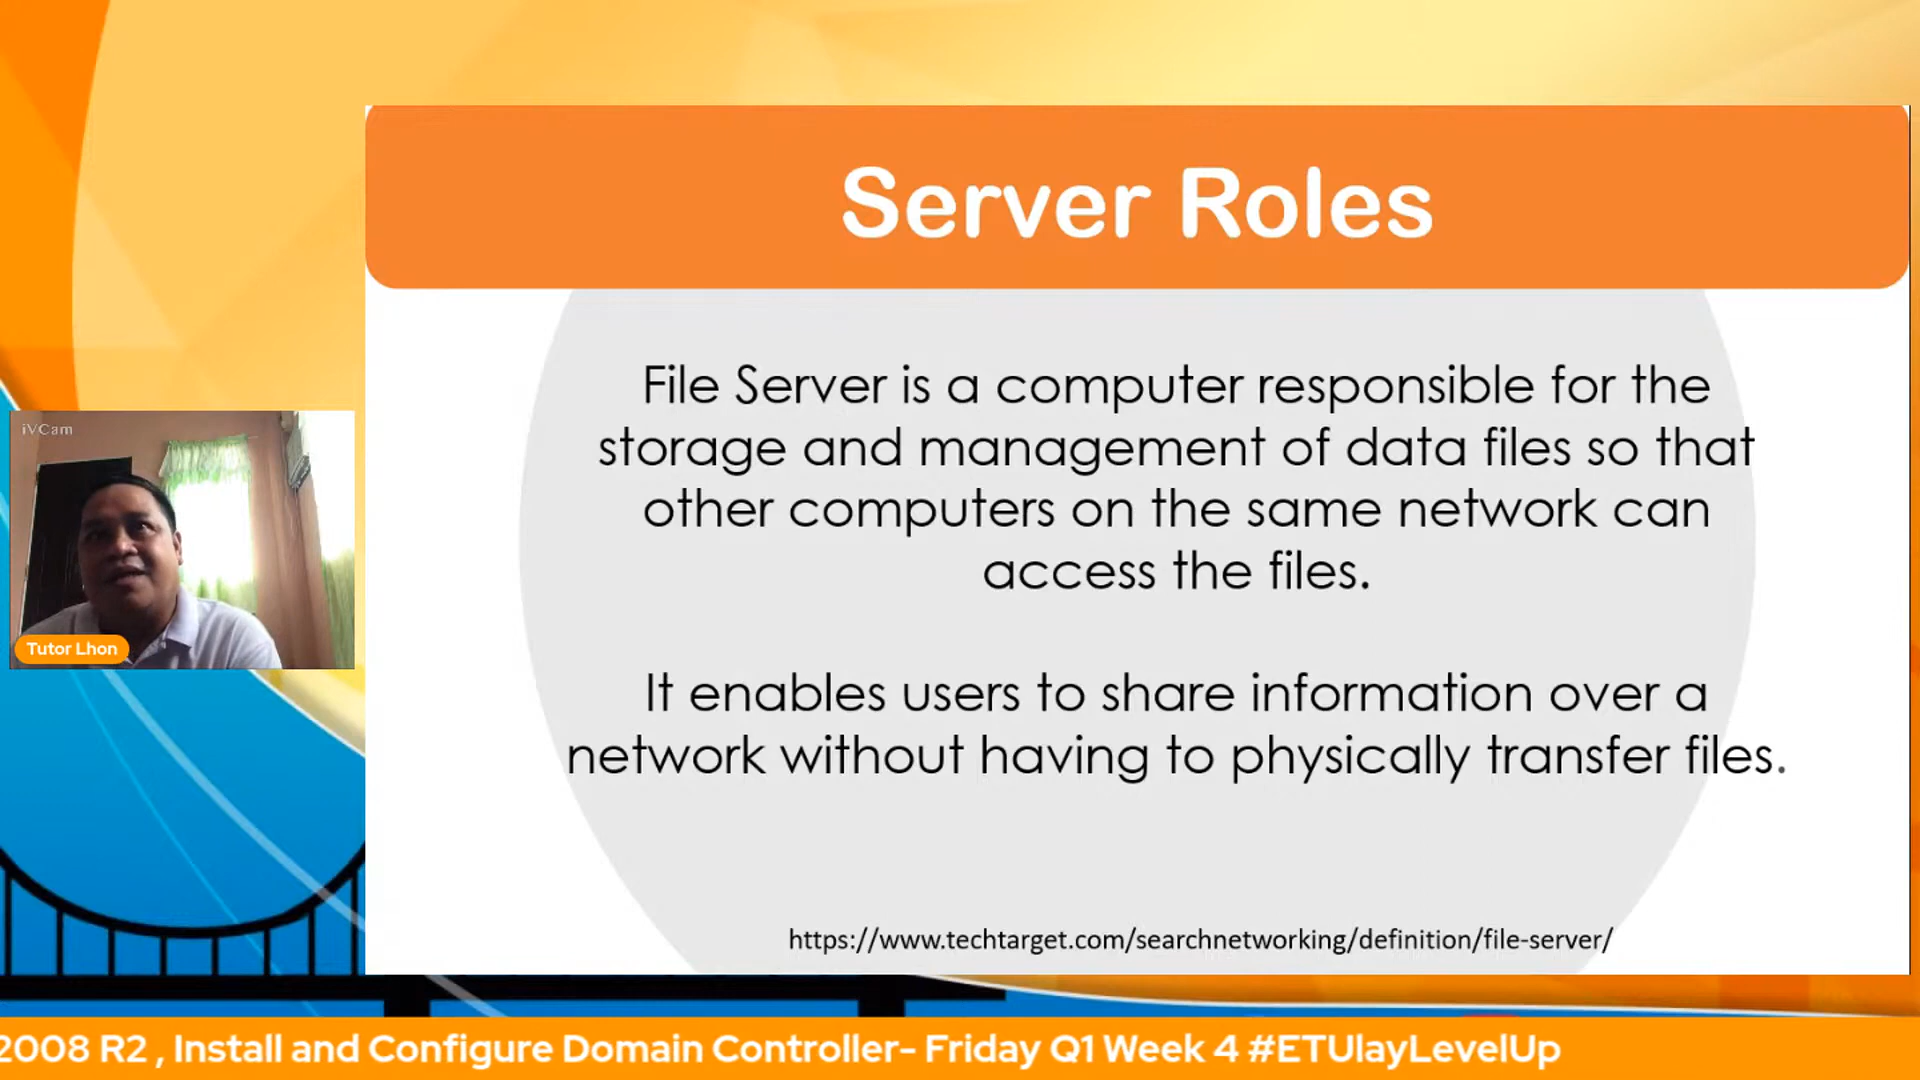 Server Roles
File Server is a computer responsible for the
storage and management of data files so that
other computers on the same network can
access the files.
It enables users to share information over a
network without having to physically transfer files.
https://www.techtarget.com/searchnetworking/definition/file-server/
iVCam
Tutor Lhon
2008 R2 , Install and Configure Domain Controller- Friday Q1 Week 4 #ETUlayLevelUp